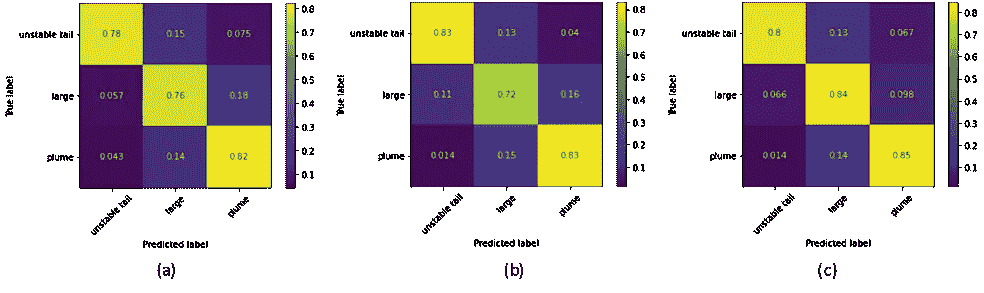 True label
unstable tail
large
plume
0.78 0.15 0.075
0.057 0.76 0.18
0.043 0.14 0.82
unstable tail large plume
Predicted label
0.8
0.7
0.6
0.5
0.4
0.3
0.2
0.1
(a)
True label
unstable tail
large
plume
0.83 0.13 0.04
0.11 0.72 0.16
0.014 0.15 0.83
unstable tail large plume
Predicted label
0.8
0.7
0.6
0.5
0.4
0.3
0.2
0.1
(b)
True label
unstable tail
large
plume
0.8 0.13 0.067
0.066 0.84 0.098
0.014 0.14 0.85
unstable tail large plume
Predicted label
0.8
0.7
0.6
0.5
0.4
0.3
0.2
0.1
(c)